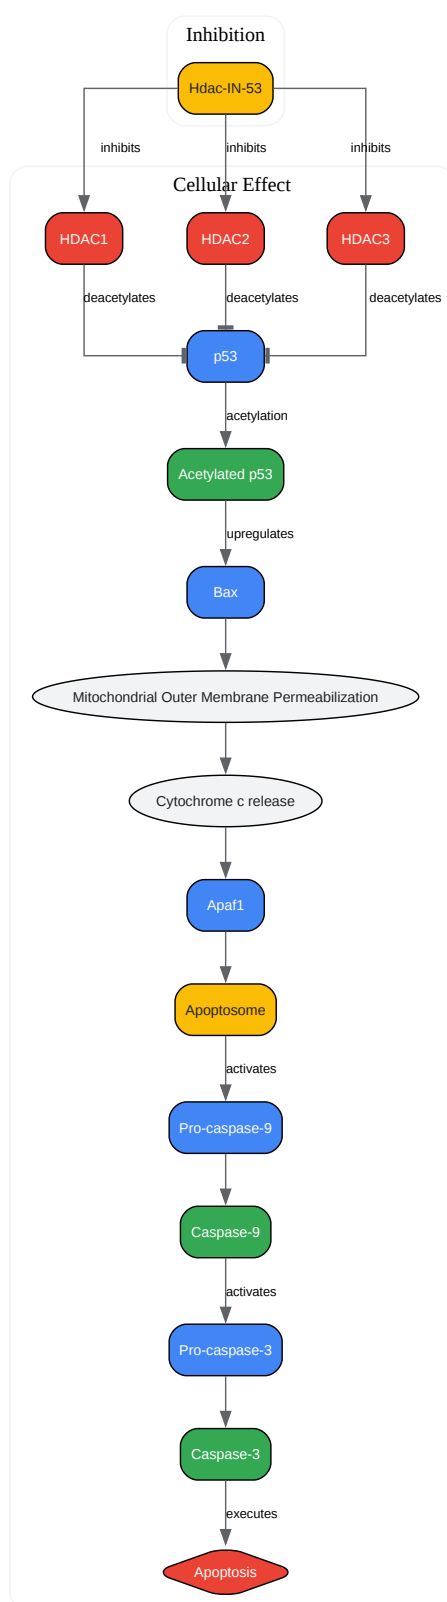 Inhibition
Hdac-IN-53
inhibits
inhibits
inhibits
Cellular Effect
HDAC1
HDAC2
HDAC3
deacetylates
deacetylates
deacetylates
p53
acetylation
Acetylated p53
upregulates
Bax
Mitochondrial Outer Membrane Permeabilization
Cytochrome c release
Apaf1
Apoptosome
activates
Pro-caspase-9
Caspase-9
activates
Pro-caspase-3
Caspase-3
executes
Apoptosis